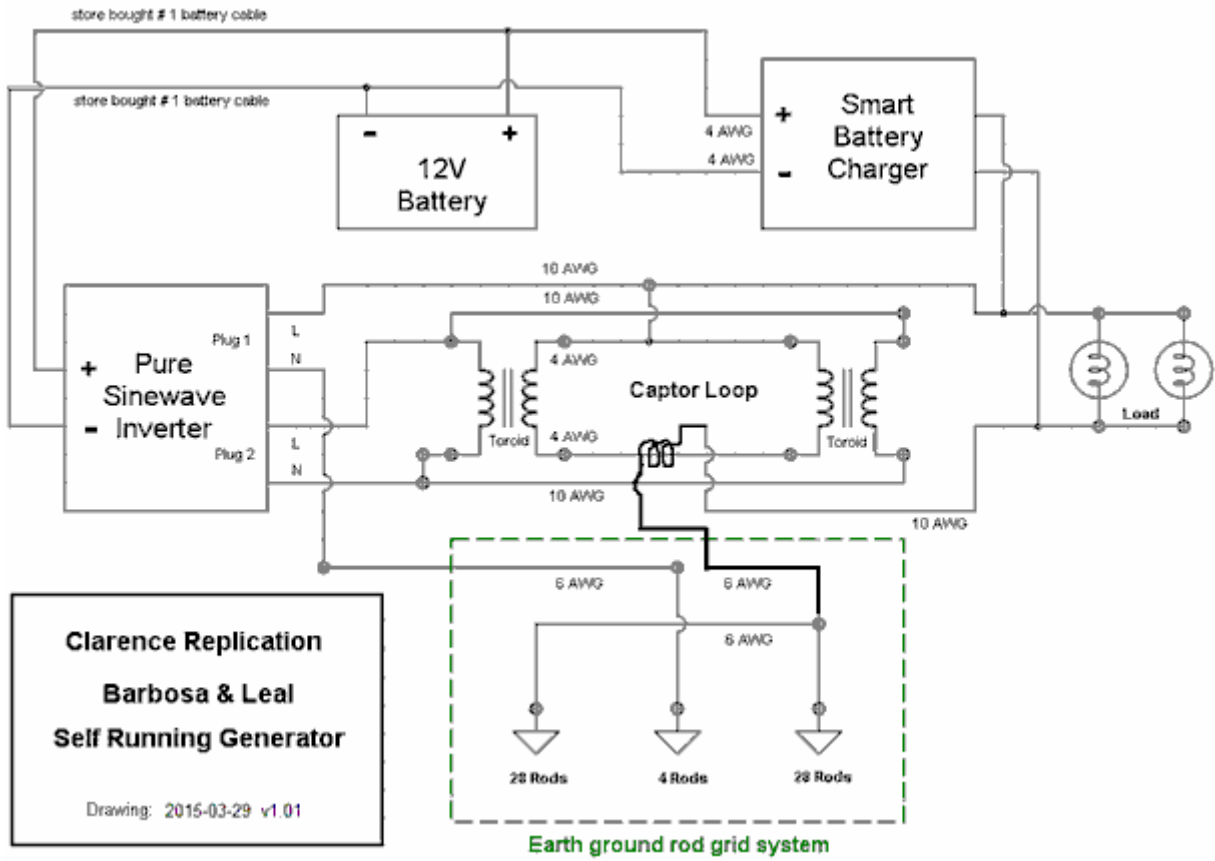 store bought # 1 battery cable
store bought # 1 battery cable
- +
12V
Battery
4 AWG
4 AWG
+
-
Smart
Battery
Charger
10 AWG
10 AWG
Plug 1
L
N
+
-
Pure
Sinewave
Inverter
Plug 2
L
N
4 AWG
4 AWG
Toroid
Captor Loop
Toroid
Load
10 AWG
10 AWG
6 AWG
6 AWG
6 AWG
28 Rods
4 Rods
28 Rods
Earth ground rod grid system
Clarence Replication
Barbosa & Leal
Self Running Generator
Drawing: 2015-03-29 v1.01